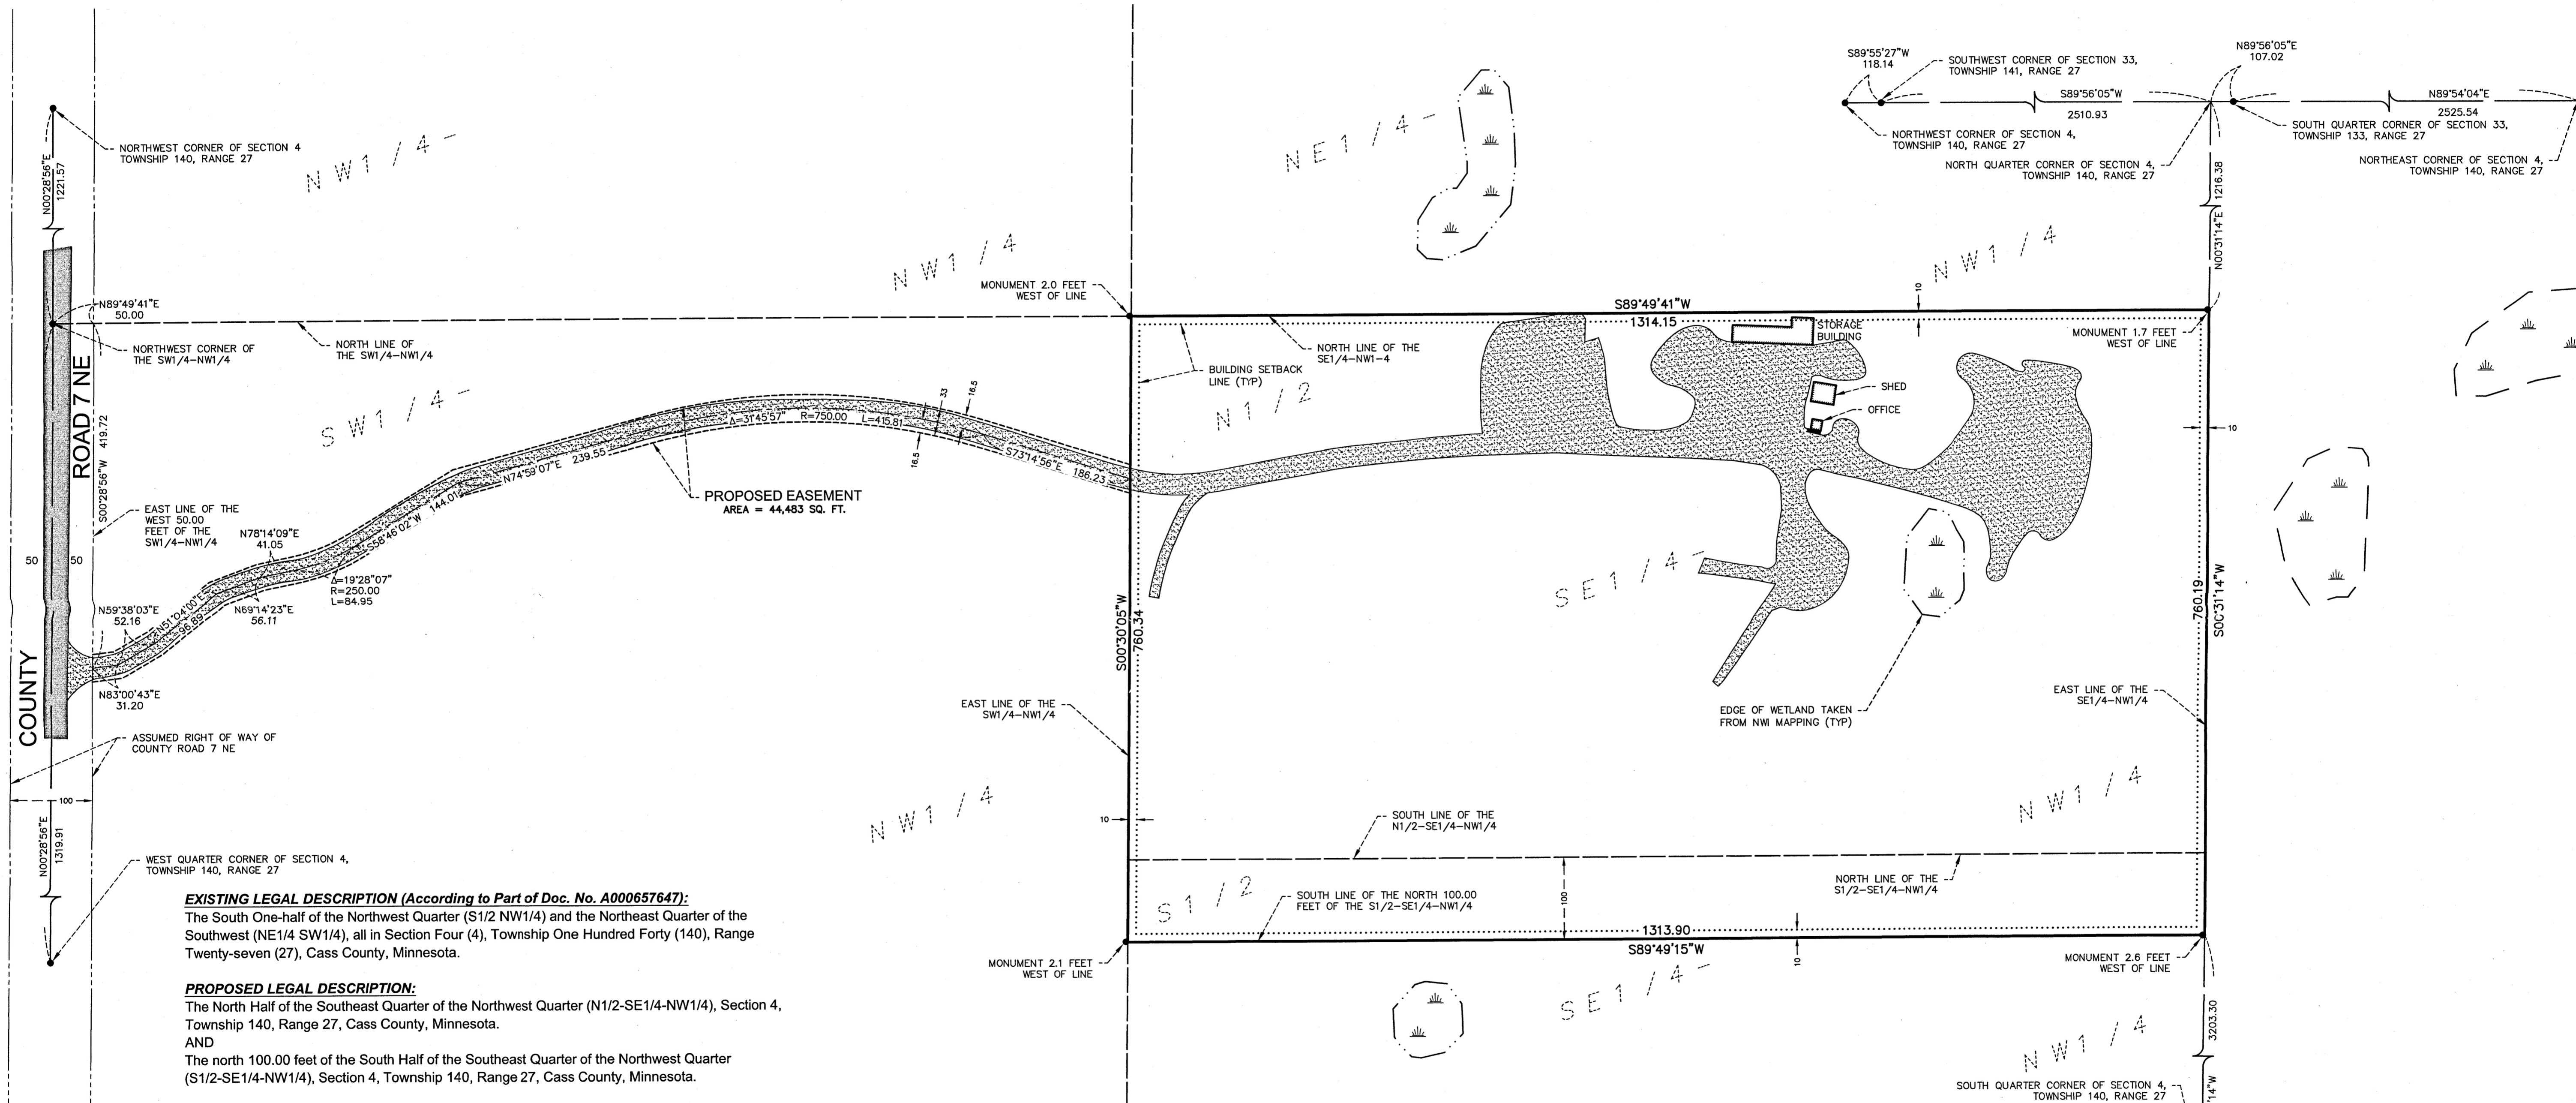 S89°55'27"W
118.14
SOUTHWEST CORNER OF SECTION 33,
TOWNSHIP 141, RANGE 27
N89°56'05"E
107.02
S89°56'05"W
2510.93
N89°54'04"E
2525.54
NORTHWEST CORNER OF SECTION 4,
TOWNSHIP 140, RANGE 27
NORTH QUARTER CORNER OF SECTION 4,
TOWNSHIP 140, RANGE 27
SOUTH QUARTER CORNER OF SECTION 33,
TOWNSHIP 133, RANGE 27
NORTHEAST CORNER OF SECTION 4,
TOWNSHIP 140, RANGE 27
N00°31'14"E 1216.38
NORTHWEST CORNER OF SECTION 4
TOWNSHIP 140, RANGE 27
N00°28'56"E
1221.57
NW1/4-
NW1/4
NE1/4-
NW1/4
N89°49'41"E
50.00
NORTHWEST CORNER OF
THE SW1/4-NW1/4
NORTH LINE OF
THE SW1/4-NW1/4
MONUMENT 2.0 FEET
WEST OF LINE
S89°49'41"W
1314.15
10
MONUMENT 1.7 FEET
WEST OF LINE
NORTH LINE OF THE
SE1/4-NW1-4
BUILDING SETBACK
LINE (TYP)
STORAGE
BUILDING
SHED
OFFICE
N1/2
10
SW1/4-
COUNTY
ROAD 7 NE
S00°28'56"W 419.72
EAST LINE OF THE
WEST 50.00
FEET OF THE
SW1/4-NW1/4
50
50
N78°14'09"E
41.05
N59°38'03"E
52.16
N51°04'00"E
96.89
N69°14'23"E
56.11
Δ=19°28'07"
R=250.00
L=84.95
S58°46'02"W 144.01
N74°59'07"E 239.55
Δ=31°45'57" R=750.00 L=415.81
16.5
33
16.5
S73°14'56"E 186.23
PROPOSED EASEMENT
AREA = 44,483 SQ. FT.
N83°00'43"E
31.20
ASSUMED RIGHT OF WAY OF
COUNTY ROAD 7 NE
100
N00°28'56"E
1319.91
WEST QUARTER CORNER OF SECTION 4,
TOWNSHIP 140, RANGE 27
S00°30'05"W
760.34
EAST LINE OF THE
SW1/4-NW1/4
NW1/4
10
SE1/4-
EDGE OF WETLAND TAKEN
FROM NWI MAPPING (TYP)
760.19
S0C°31'14"W
EAST LINE OF THE
SE1/4-NW1/4
NW1/4
SOUTH LINE OF THE
N1/2-SE1/4-NW1/4
NORTH LINE OF THE
S1/2-SE1/4-NW1/4
S1/2
SOUTH LINE OF THE NORTH 100.00
FEET OF THE S1/2-SE1/4-NW1/4
100
1313.90
S89°49'15"W
10
MONUMENT 2.1 FEET
WEST OF LINE
MONUMENT 2.6 FEET
WEST OF LINE
SE1/4-
NW1/4
3203.30
14"W
SOUTH QUARTER CORNER OF SECTION 4,
TOWNSHIP 140, RANGE 27
EXISTING LEGAL DESCRIPTION (According to Part of Doc. No. A000657647):
The South One-half of the Northwest Quarter (S1/2 NW1/4) and the Northeast Quarter of the
Southwest (NE1/4 SW1/4), all in Section Four (4), Township One Hundred Forty (140), Range
Twenty-seven (27), Cass County, Minnesota.
PROPOSED LEGAL DESCRIPTION:
The North Half of the Southeast Quarter of the Northwest Quarter (N1/2-SE1/4-NW1/4), Section 4,
Township 140, Range 27, Cass County, Minnesota.
AND
The north 100.00 feet of the South Half of the Southeast Quarter of the Northwest Quarter
(S1/2-SE1/4-NW1/4), Section 4, Township 140, Range 27, Cass County, Minnesota.